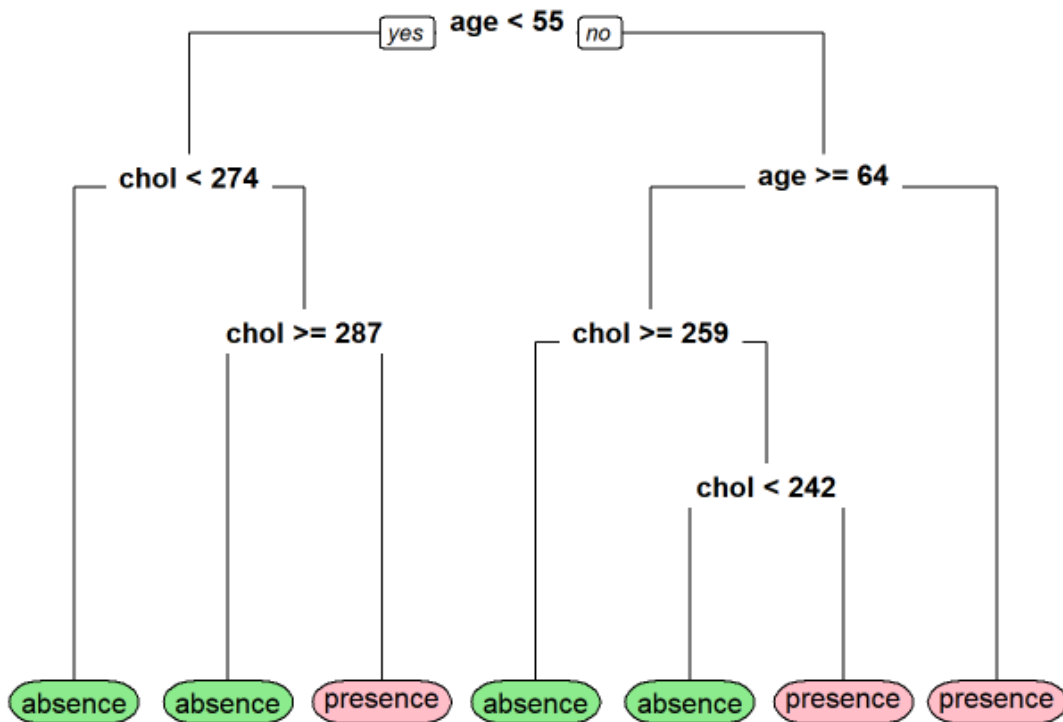 yes age < 55 no
chol < 274 age >= 64
chol >= 287 chol >= 259
chol < 242
absence absence presence absence absence presence presence